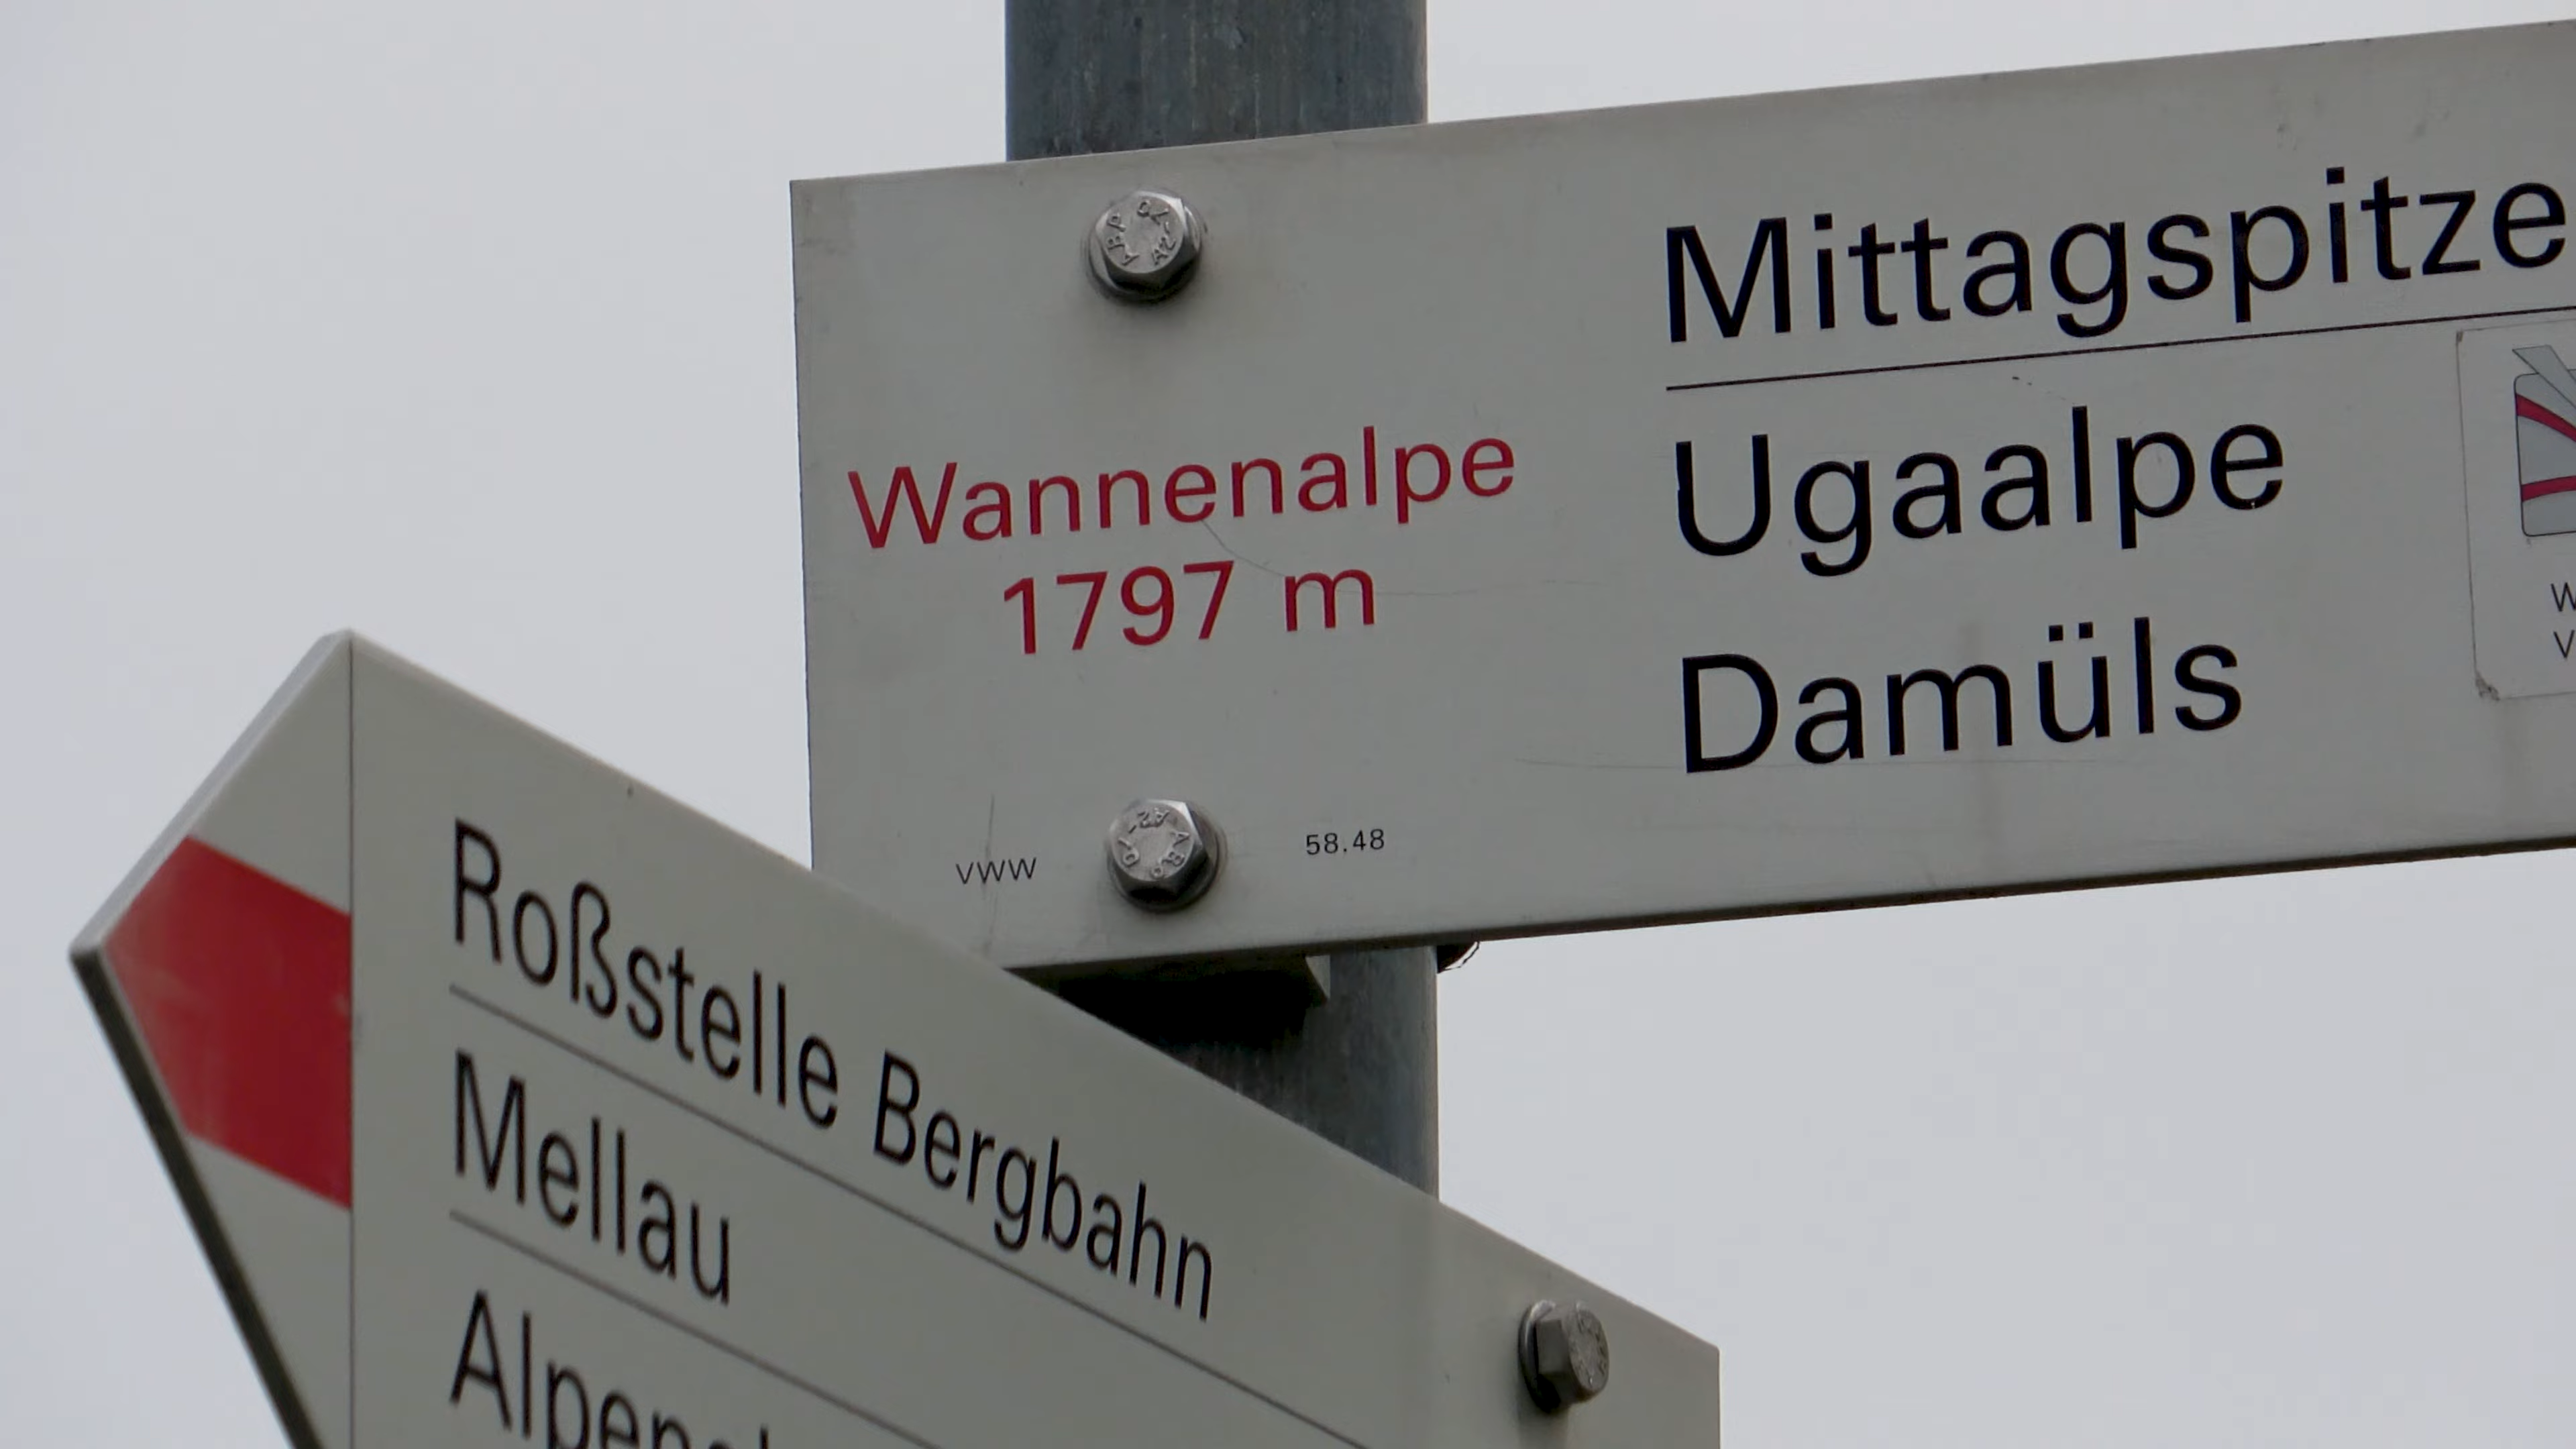 Mittagspitze
Wannenalpe
1797 m
Ugaalpe
Damüls
VWW
58.48
Roßstelle Bergbahn
Mellau